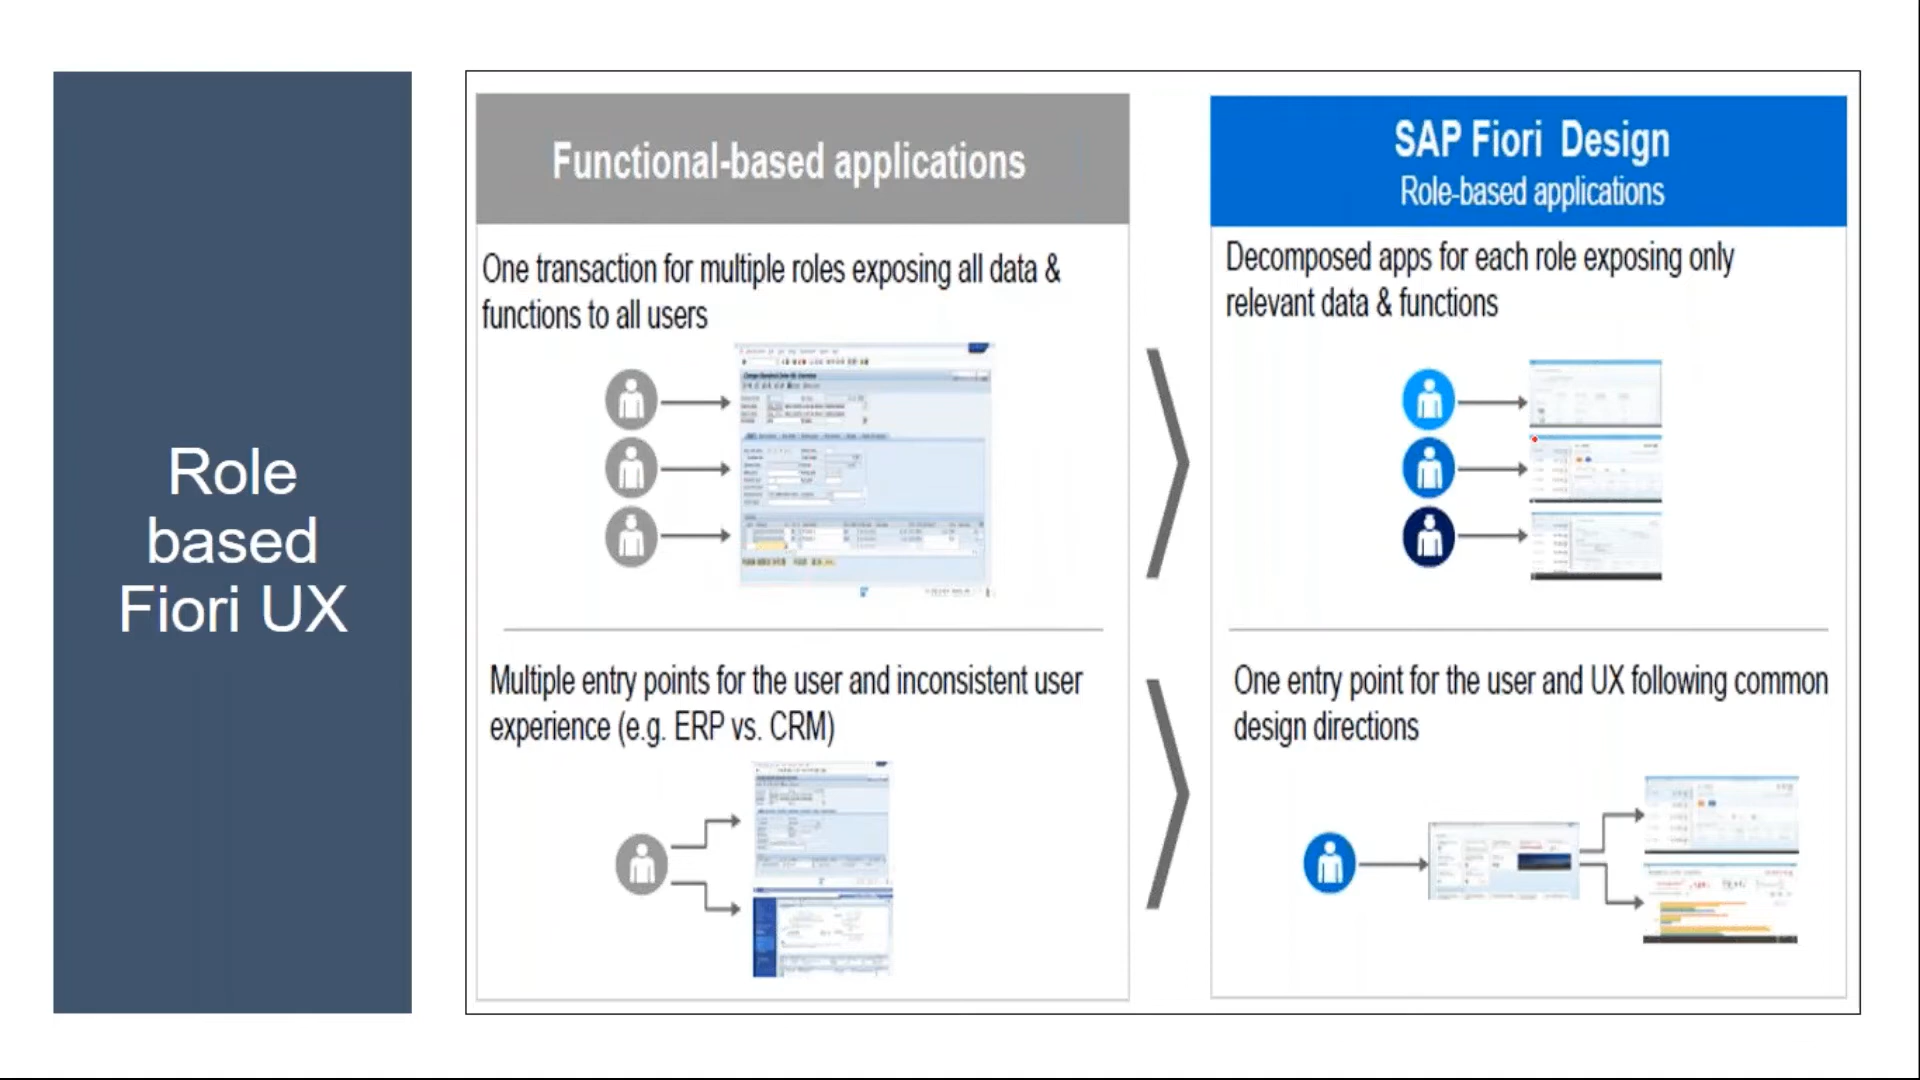 Role
based
Fiori UX
Functional-based applications
One transaction for multiple roles exposing all data &
functions to all users
Multiple entry points for the user and inconsistent user
experience (e.g. ERP vs. CRM)
SAP Fiori Design
Role-based applications
Decomposed apps for each role exposing only
relevant data & functions
One entry point for the user and UX following common
design directions